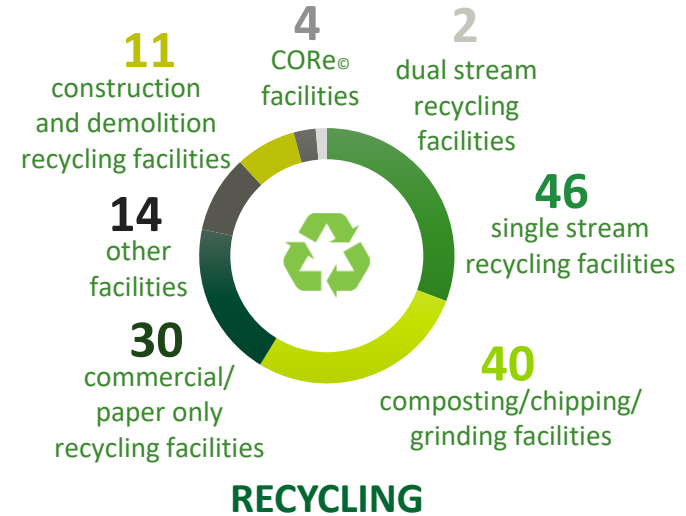 4
CORe©
facilities
2
dual stream
recycling
facilities
11
construction
and demolition
recycling facilities
46
single stream
recycling facilities
14
other
facilities
30
commercial/
paper only
recycling facilities
40
composting/chipping/
grinding facilities
RECYCLING